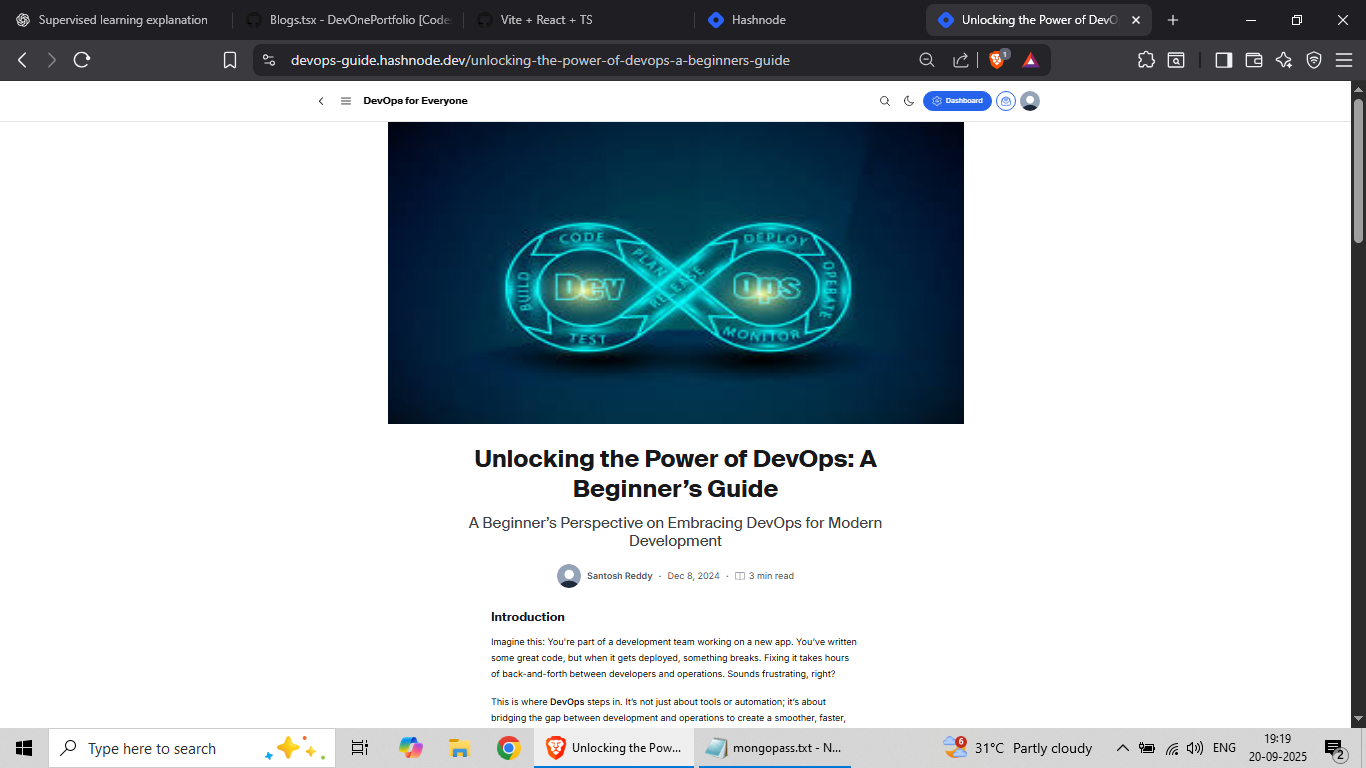 Supervised learning explanation
Blogs.tsx - DevOnePortfolio [Code
Vite + React + TS
Hashnode
Unlocking the Power of DevO
devops-guide.hashnode.dev/unlocking-the-power-of-devops-a-beginners-guide
1
DevOps for Everyone
Dashboard
CODE
PLAN
DEPLOY
BUILD
Dev
RELEASE
Ops
OPERATE
TEST
MONITOR
Unlocking the Power of DevOps: A
Beginner’s Guide
A Beginner’s Perspective on Embracing DevOps for Modern
Development
Santosh Reddy · Dec 8, 2024 · 3 min read
Introduction
Imagine this: You’re part of a development team working on a new app. You’ve written
some great code, but when it gets deployed, something breaks. Fixing it takes hours
of back-and-forth between developers and operations. Sounds frustrating, right?
This is where DevOps steps in. It’s not just about tools or automation; it’s about
bridging the gap between development and operations to create a smoother, faster,
Type here to search
Unlocking the Pow...
mongopass.txt - N...
6
31°C Partly cloudy
ENG
19:19
20-09-2025
2